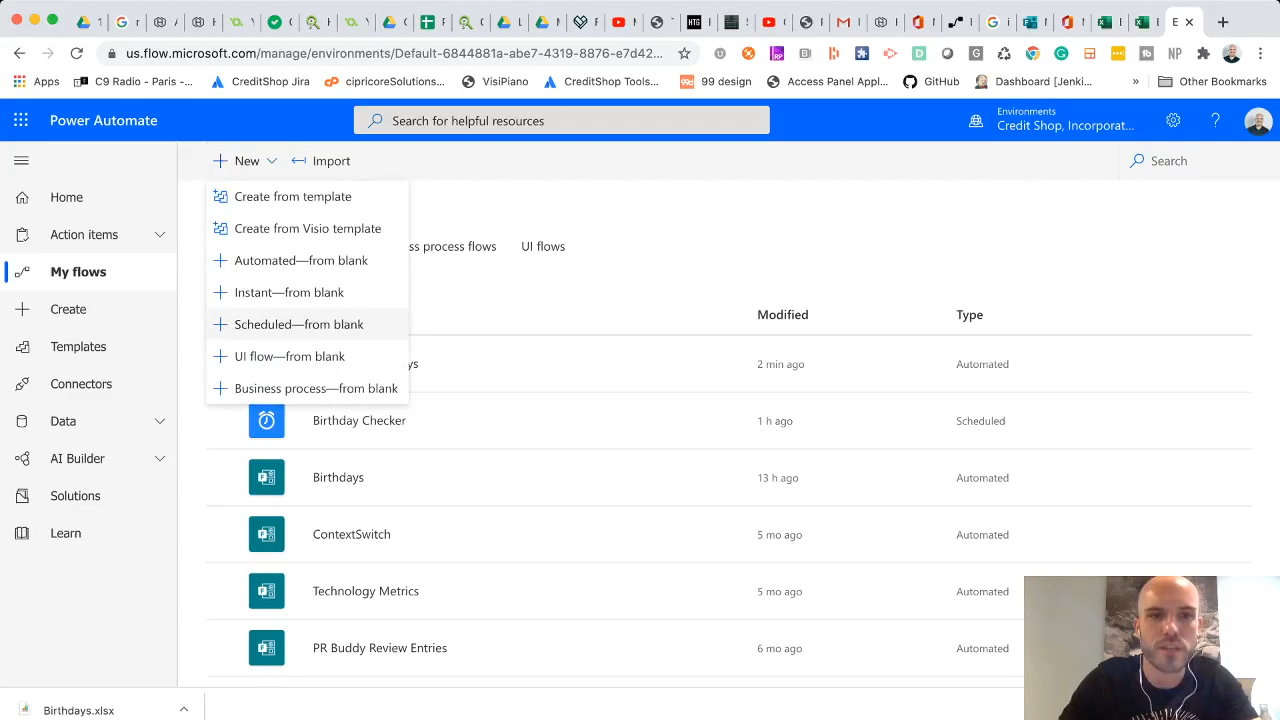 E
us.flow.microsoft.com/manage/environments/Default-6844881a-abe7-4319-8876-e7d42...
Apps
C9 Radio - Paris -...
CreditShop Jira
cipricoreSolutions...
VisiPiano
CreditShop Tools...
99 design
Access Panel Appl...
GitHub
Dashboard [Jenki...
»
Other Bookmarks
Power Automate
Search for helpful resources
Environments
Credit Shop, Incorporat...
New
Import
Search
Home
Action items
My flows
Create
Templates
Connectors
Data
AI Builder
Solutions
Learn
Create from template
Create from Visio template
Automated—from blank
Instant—from blank
Scheduled—from blank
UI flow—from blank
Business process—from blank
ss process flows
UI flows
Modified
Type
ys
2 min ago
Automated
Birthday Checker
1 h ago
Scheduled
Birthdays
13 h ago
Automated
ContextSwitch
5 mo ago
Automated
Technology Metrics
5 mo ago
Automated
PR Buddy Review Entries
6 mo ago
Automated
Birthdays.xlsx